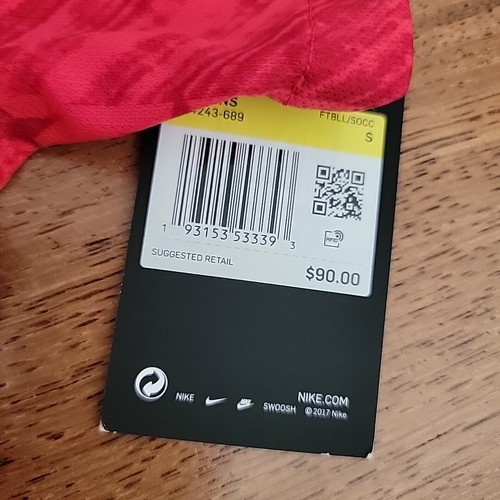 NS
243-689
FTBLL/SOCC
S
1 93153 53339 3
RFID
SUGGESTED RETAIL
$90.00
NIKE
SWOOSH
NIKE.COM
© 2017 Nike